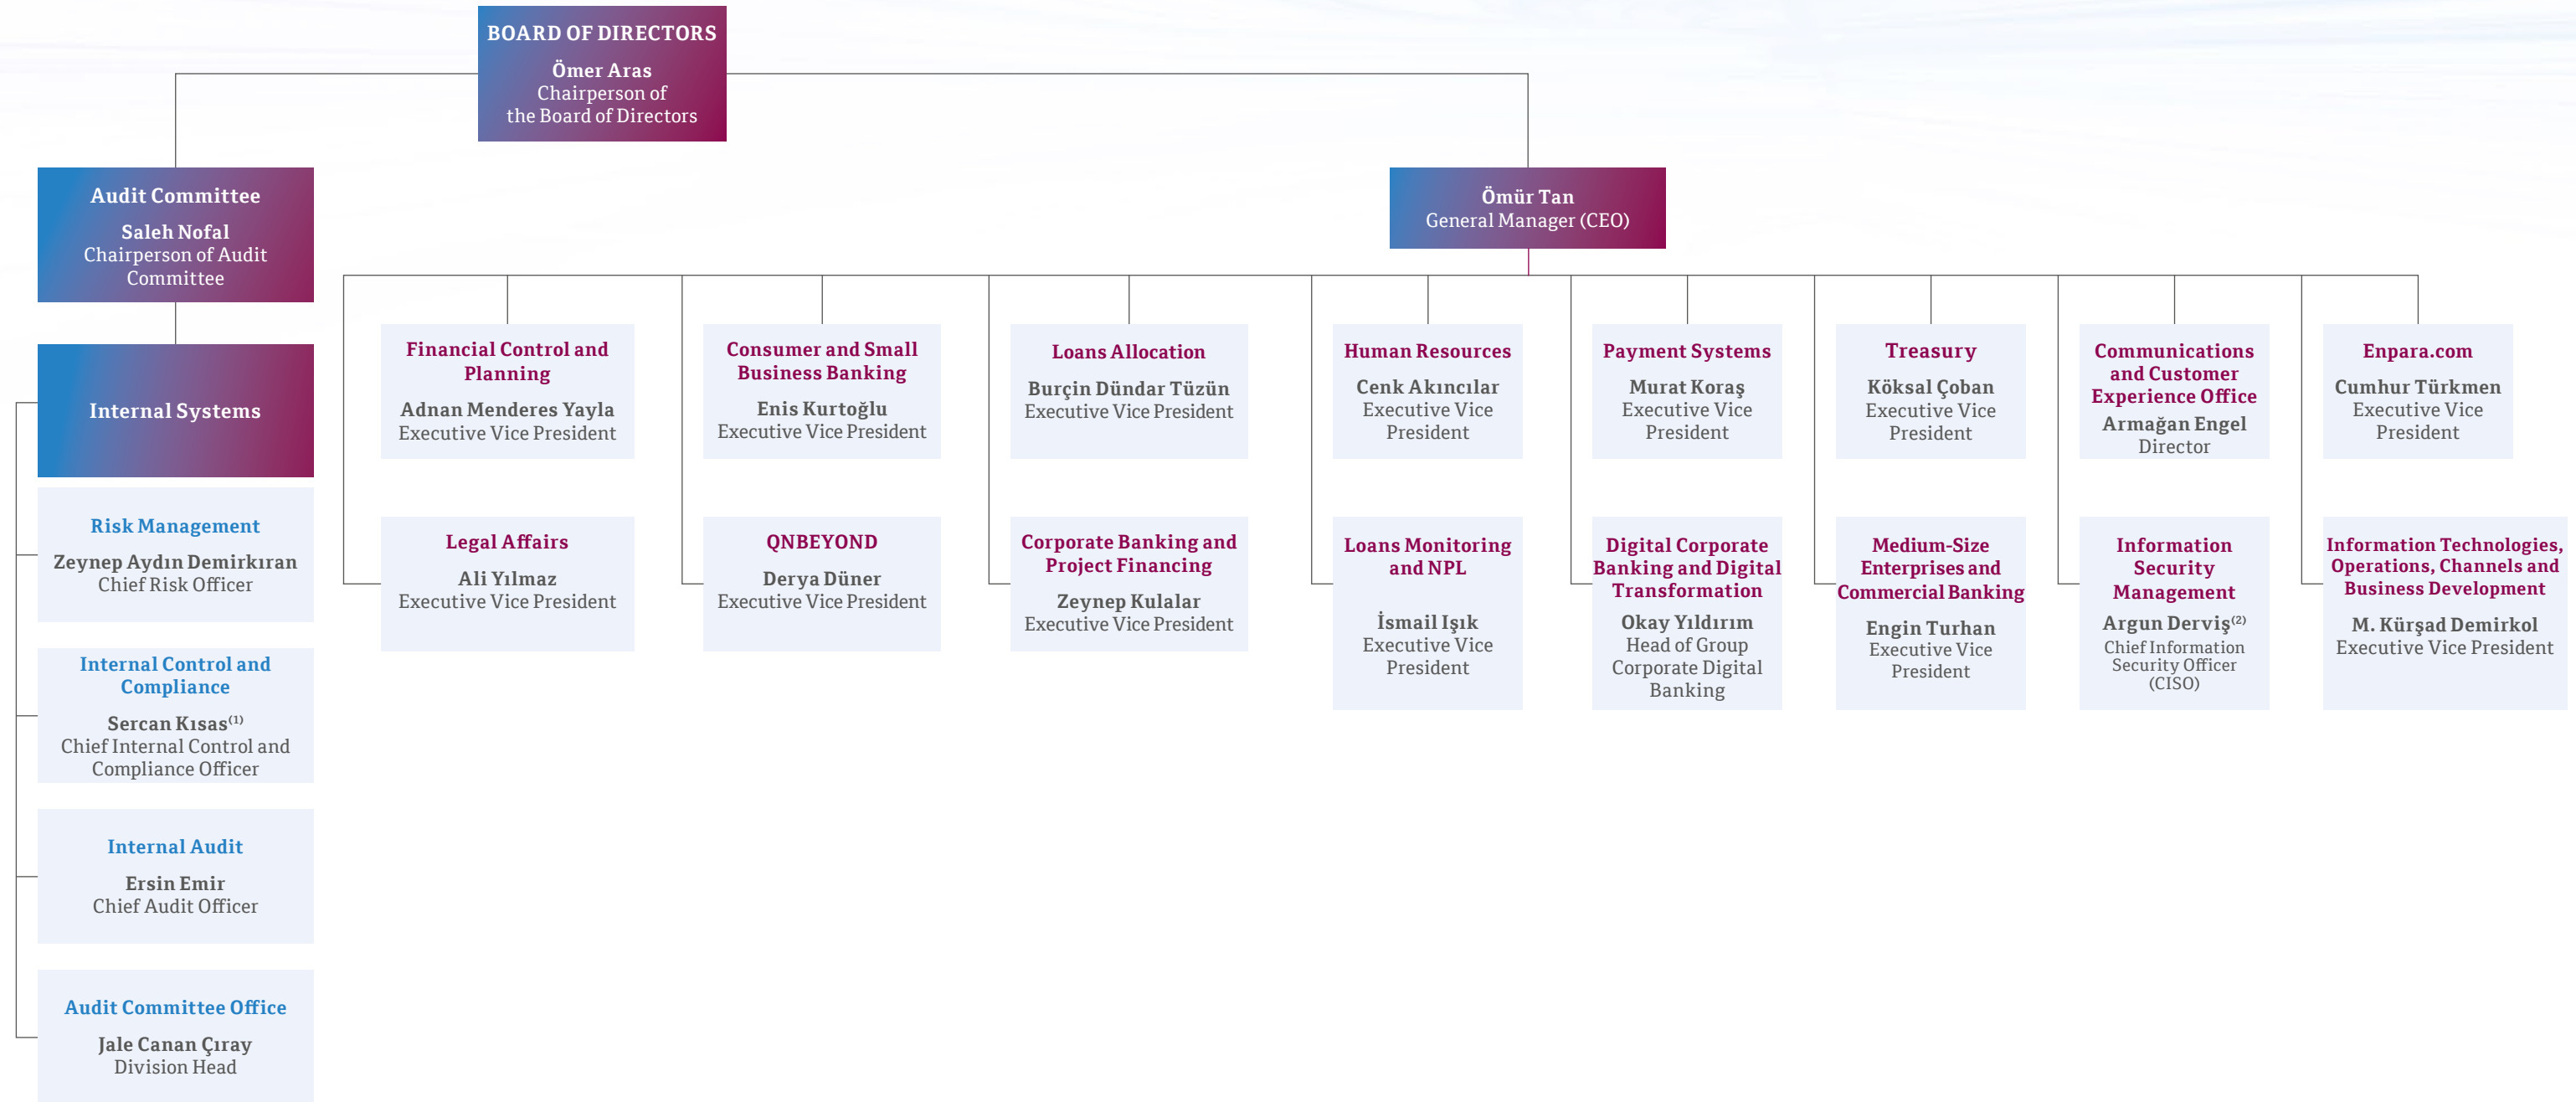 BOARD OF DIRECTORS
Ömer Aras
Chairperson of
the Board of Directors
Audit Committee
Saleh Nofal
Chairperson of Audit
Committee
Ömür Tan
General Manager (CEO)
Internal Systems
Risk Management
Zeynep Aydın Demirkıran
Chief Risk Officer
Internal Control and
Compliance
Sercan Kısas(1)
Chief Internal Control and
Compliance Officer
Internal Audit
Ersin Emir
Chief Audit Officer
Audit Committee Office
Jale Canan Çıray
Division Head
Financial Control and
Planning
Adnan Menderes Yayla
Executive Vice President
Consumer and Small
Business Banking
Enis Kurtoğlu
Executive Vice President
Loans Allocation
Burçin Dündar Tüzün
Executive Vice President
Human Resources
Cenk Akıncılar
Executive Vice
President
Payment Systems
Murat Koraş
Executive Vice
President
Treasury
Köksal Çoban
Executive Vice
President
Communications
and Customer
Experience Office
Armağan Engel
Director
Enpara.com
Cumhur Türkmen
Executive Vice
President
Legal Affairs
Ali Yılmaz
Executive Vice President
QNBEYOND
Derya Düner
Executive Vice President
Corporate Banking and
Project Financing
Zeynep Kulalar
Executive Vice President
Loans Monitoring
and NPL
İsmail Işık
Executive Vice
President
Digital Corporate
Banking and Digital
Transformation
Okay Yıldırım
Head of Group
Corporate Digital
Banking
Medium-Size
Enterprises and
Commercial Banking
Engin Turhan
Executive Vice
President
Information
Security
Management
Argun Derviş(2)
Chief Information
Security Officer
(CISO)
Information Technologies,
Operations, Channels and
Business Development
M. Kürşad Demirkol
Executive Vice President